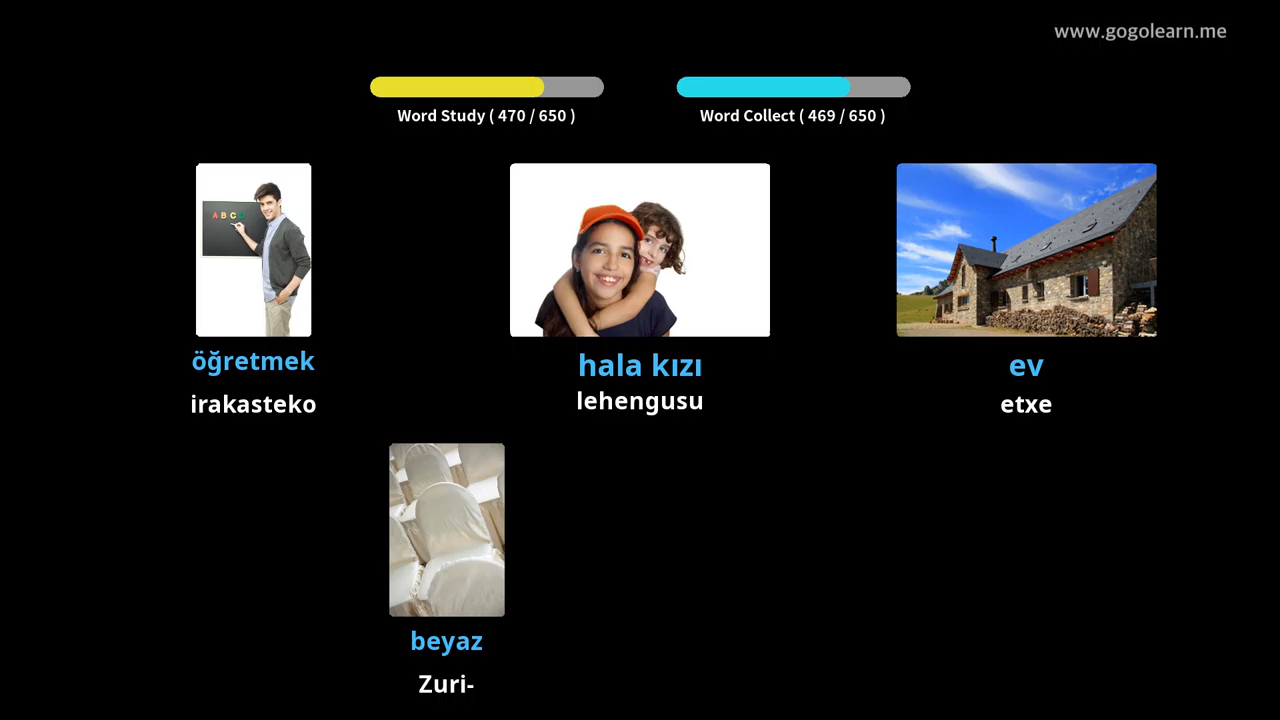 www.gogolearn.me
Word Study ( 470 / 650 )
Word Collect ( 469 / 650 )
A B C D
öğretmek
irakasteko
hala kızı
lehengusu
ev
etxe
beyaz
Zuri-